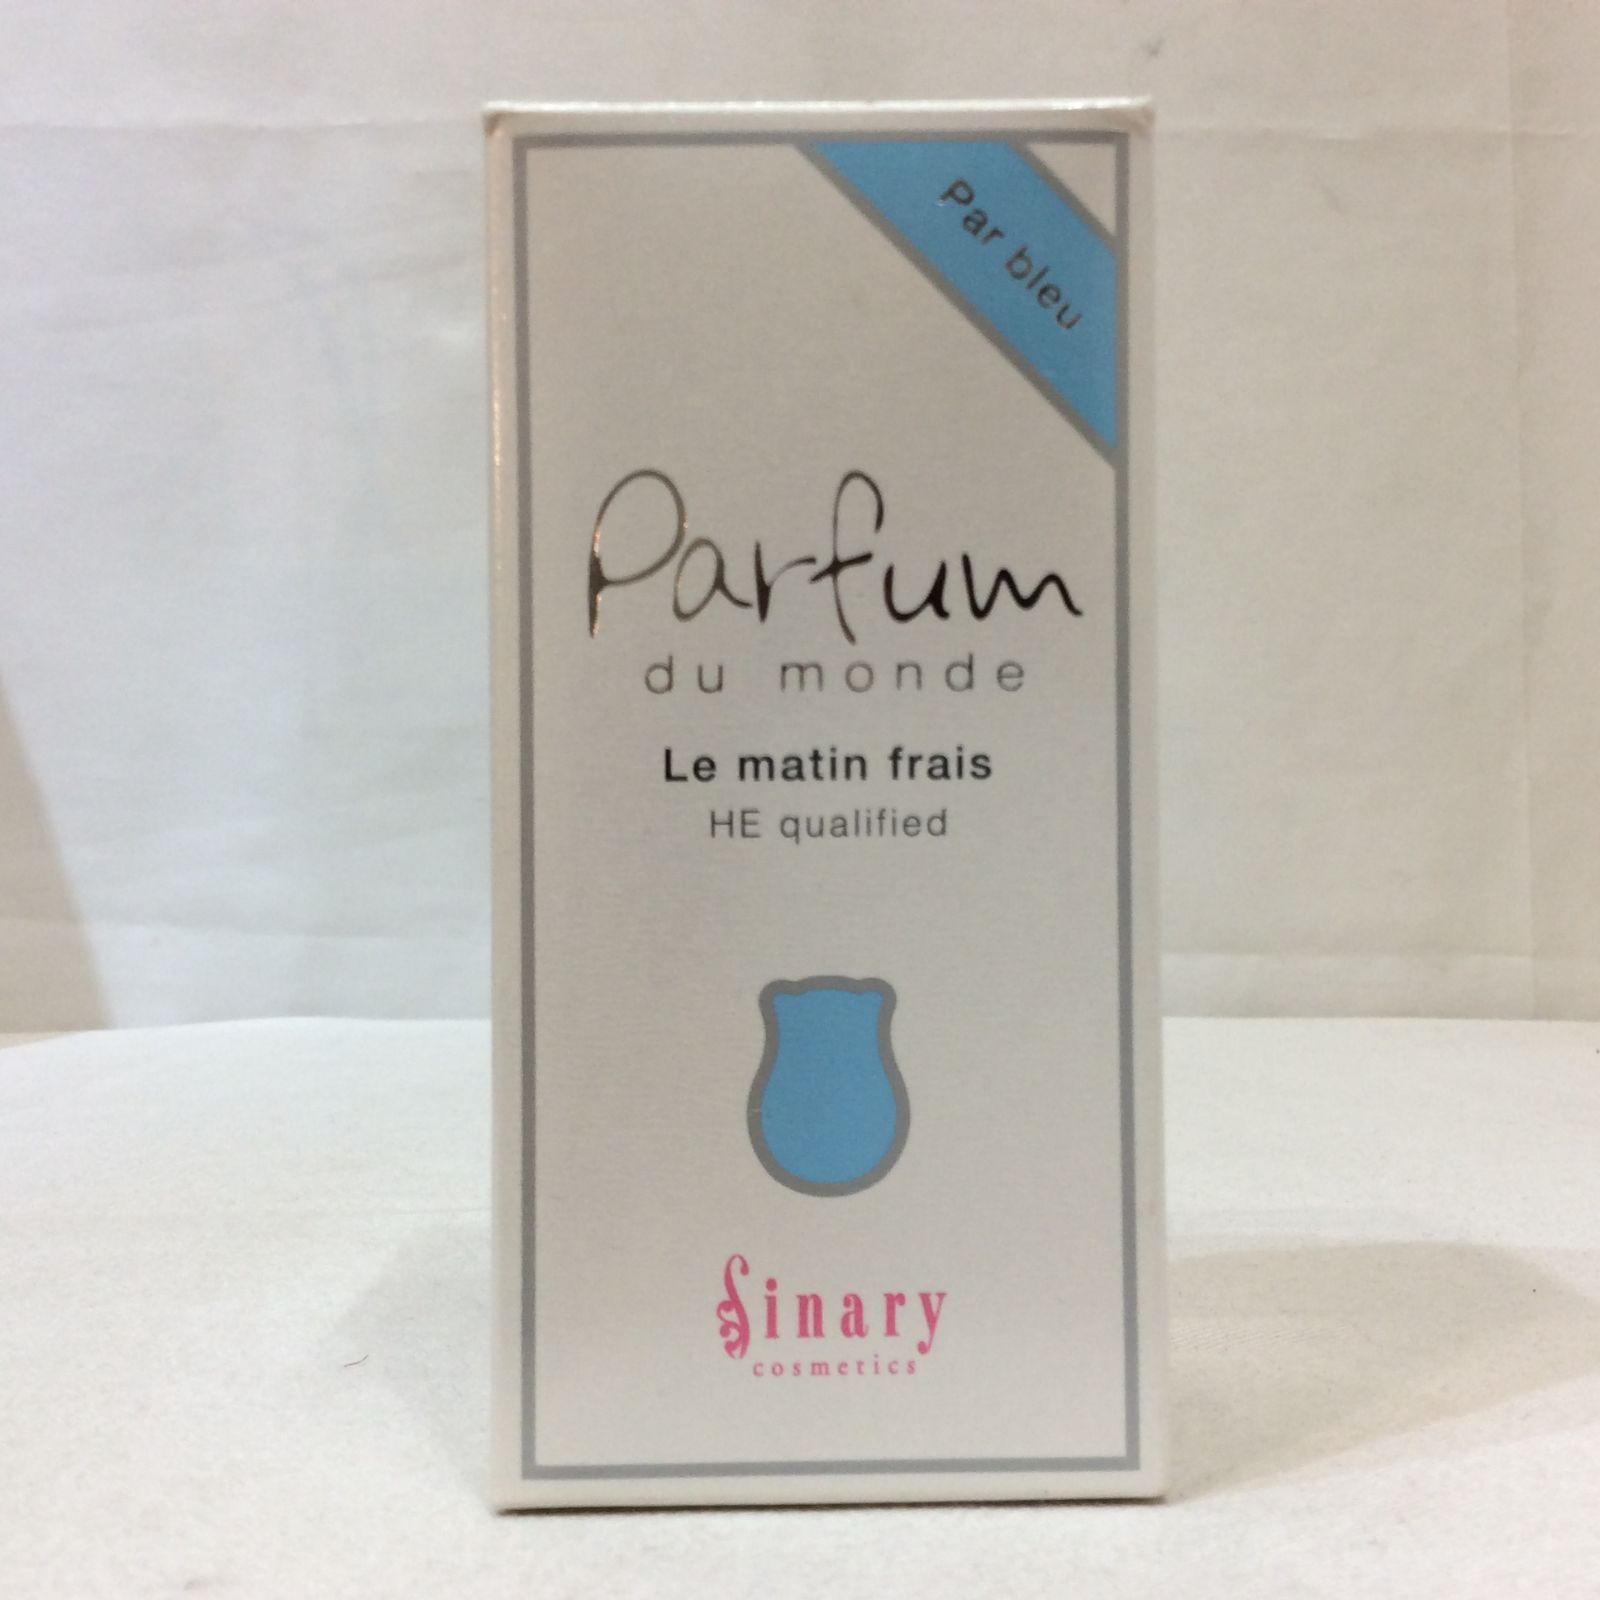 Par bleu
Parfum
du monde
Le matin frais
HE qualified
Sinary
cosmetics